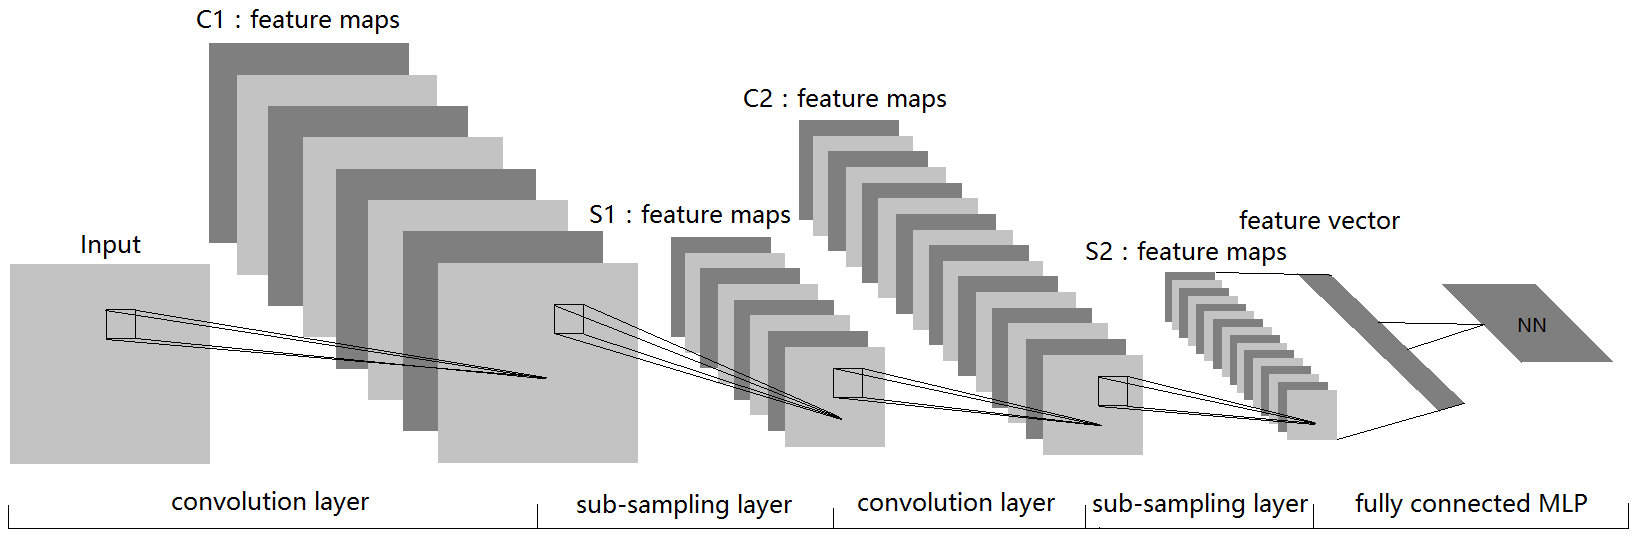 C1：feature maps
C2：feature maps
S1：feature maps
feature vector
Input
S2：feature maps
NN
convolution layer
sub-sampling layer
convolution layer
sub-sampling layer
fully connected MLP